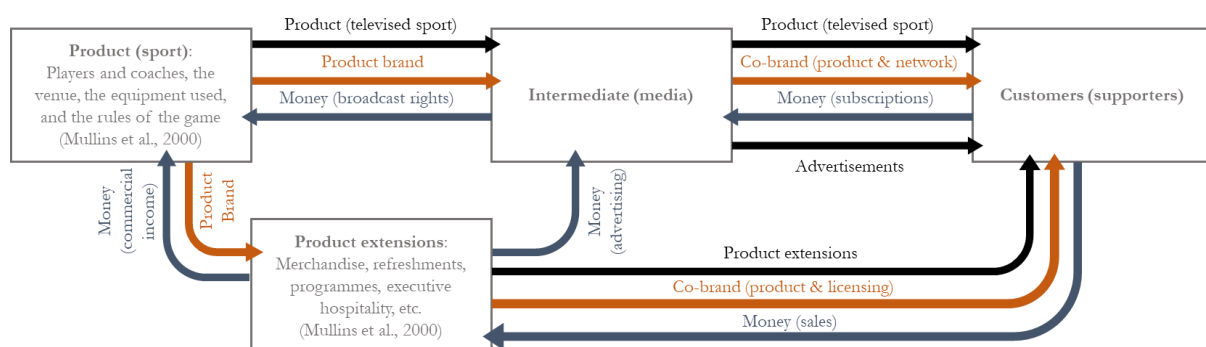 Product (sport):
Players and coaches, the
venue, the equipment used,
and the rules of the game
(Mullins et al., 2000)
Product (televised sport)
Product brand
Money (broadcast rights)
Intermediate (media)
Product (televised sport)
Co-brand (product & network)
Money (subscriptions)
Advertisements
Customers (supporters)
Money
(commercial
income)
Product
Brand
Product extensions:
Merchandise, refreshments,
programmes, executive
hospitality, etc.
(Mullins et al., 2000)
Money
(advertising)
Product extensions
Co-brand (product & licensing)
Money (sales)